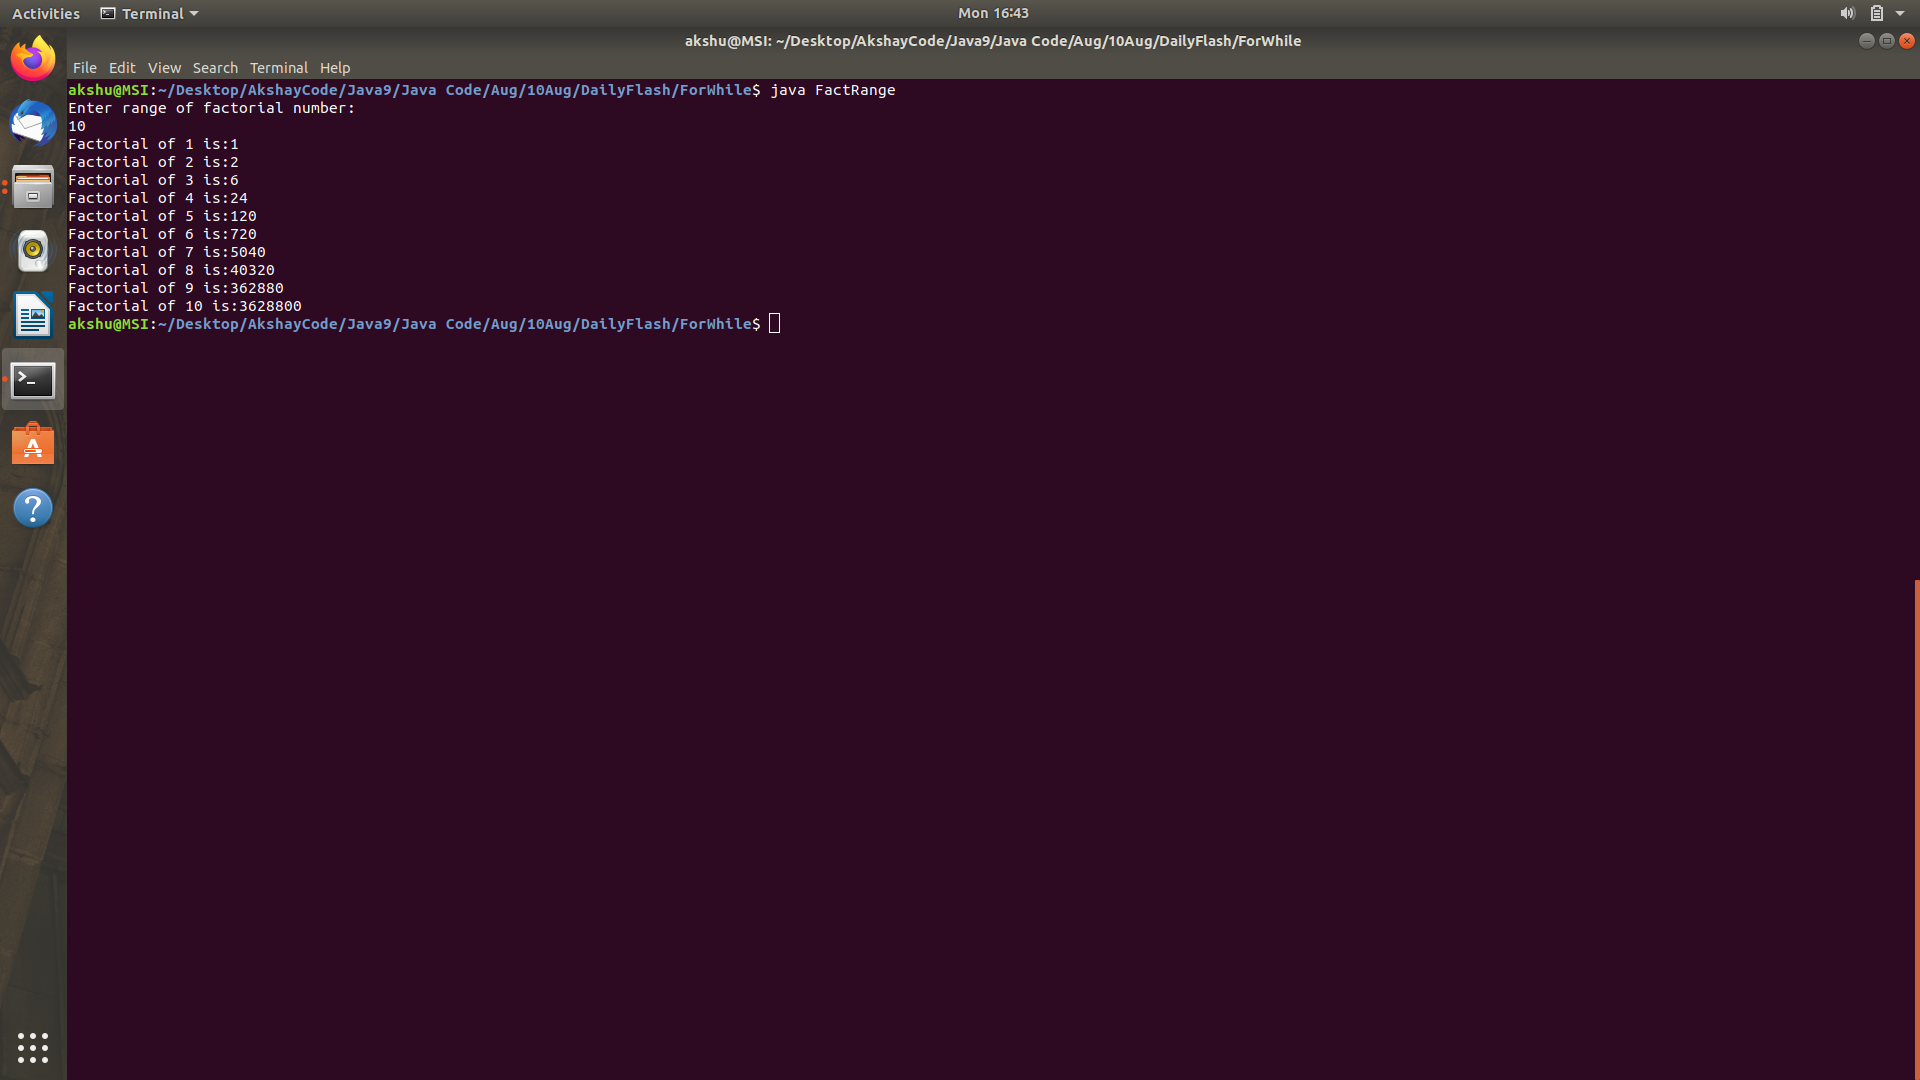 Activities Terminal Mon 16:43
akshu@MSI: ~/Desktop/AkshayCode/Java9/Java Code/Aug/10Aug/DailyFlash/ForWhile
File Edit View Search Terminal Help
akshu@MSI:~/Desktop/AkshayCode/Java9/Java Code/Aug/10Aug/DailyFlash/ForWhile$ java FactRange
Enter range of factorial number:
10
Factorial of 1 is:1
Factorial of 2 is:2
Factorial of 3 is:6
Factorial of 4 is:24
Factorial of 5 is:120
Factorial of 6 is:720
Factorial of 7 is:5040
Factorial of 8 is:40320
Factorial of 9 is:362880
Factorial of 10 is:3628800
akshu@MSI:~/Desktop/AkshayCode/Java9/Java Code/Aug/10Aug/DailyFlash/ForWhile$